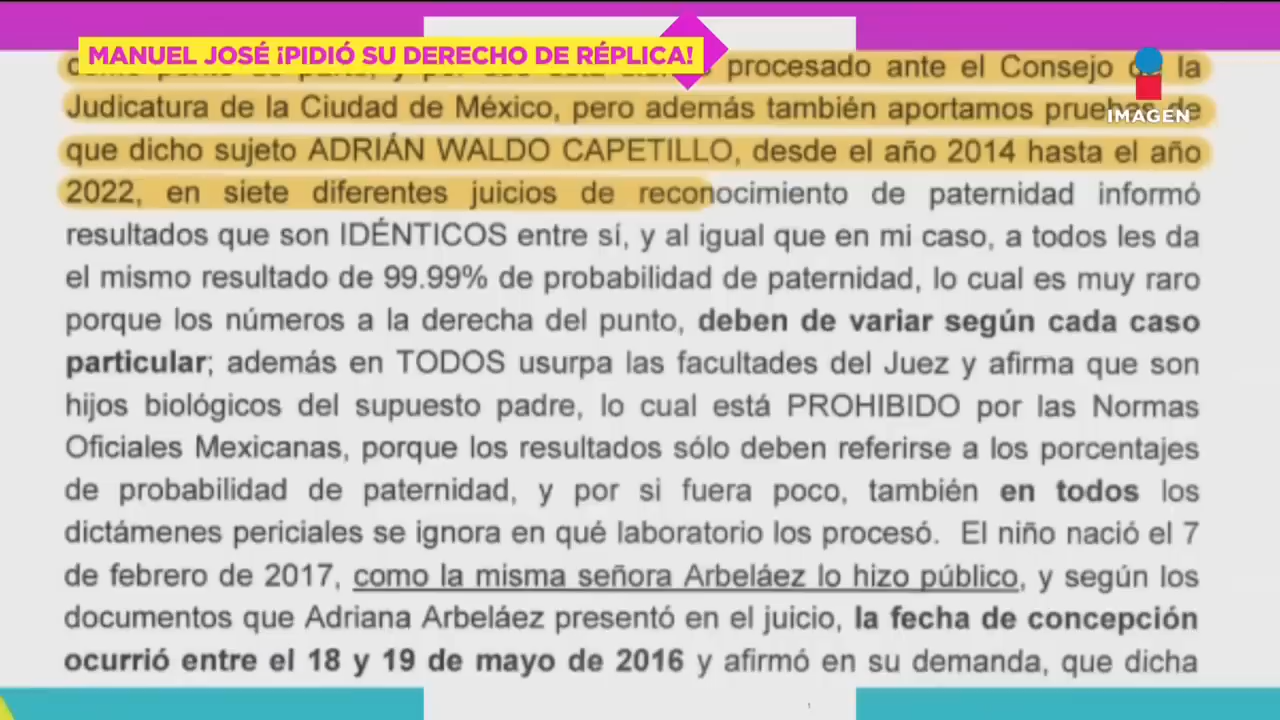 MANUEL JOSÉ ¡PIDIÓ SU DERECHO DE RÉPLICA!
procesado ante el Consejo de la
IMAGEN
Judicatura de la Ciudad de México, pero además también aportamos pruebas de
que dicho sujeto ADRIÁN WALDO CAPETILLO, desde el año 2014 hasta el año
2022, en siete diferentes juicios de reconocimiento de paternidad informó
resultados que son IDÉNTICOS entre sí, y al igual que en mi caso, a todos les da
el mismo resultado de 99.99% de probabilidad de paternidad, lo cual es muy raro
porque los números a la derecha del punto, deben de variar según cada caso
particular; además en TODOS usurpa las facultades del Juez y afirma que son
hijos biológicos del supuesto padre, lo cual está PROHIBIDO por las Normas
Oficiales Mexicanas, porque los resultados sólo deben referirse a los porcentajes
de probabilidad de paternidad, y por si fuera poco, también en todos los
dictámenes periciales se ignora en qué laboratorio los procesó. El niño nació el 7
de febrero de 2017, como la misma señora Arbeláez lo hizo público, y según los
documentos que Adriana Arbeláez presentó en el juicio, la fecha de concepción
ocurrió entre el 18 y 19 de mayo de 2016 y afirmó en su demanda, que dicha